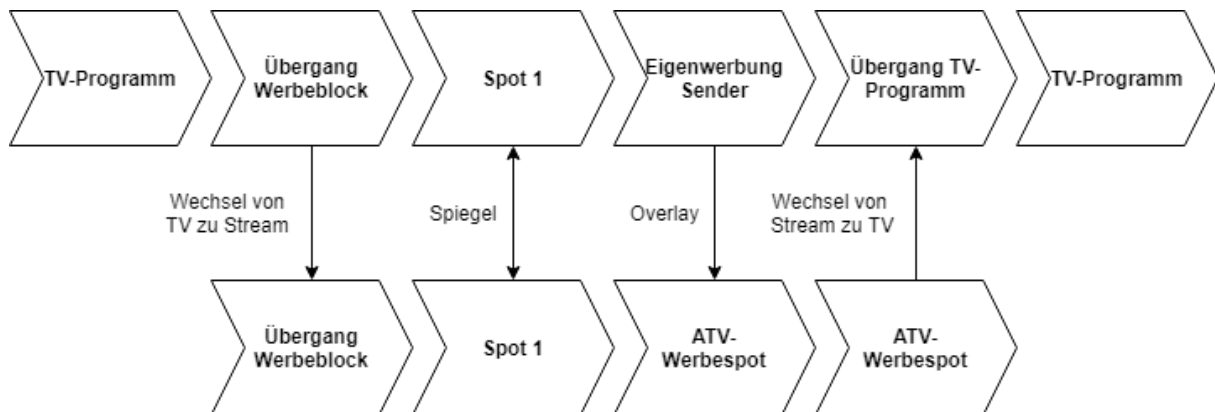 TV-Programm
Übergang
Werbeblock
Spot 1
Eigenwerbung
Sender
Übergang TV-
Programm
TV-Programm
Wechsel von
TV zu Stream
Spiegel
Overlay
Wechsel von
Stream zu TV
Übergang
Werbeblock
Spot 1
ATV-
Werbespot
ATV-
Werbespot